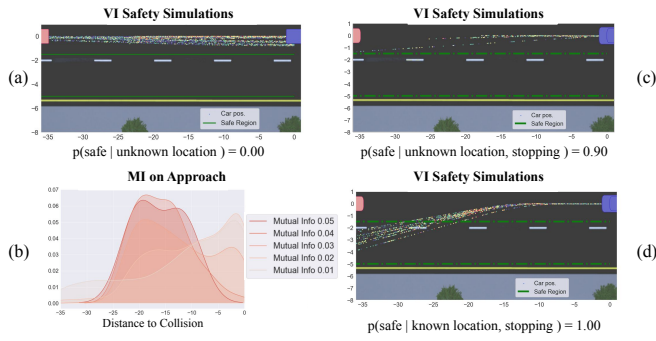 VI Safety Simulations
1
0
-1
-2
-3
-4
-5
-6
-7
-8
-35 -30 -25 -20 -15 -10 -5 0
Car pos.
Safe Region
(a)
p(safe | unknown location ) = 0.00
VI Safety Simulations
1
0
-1
-2
-3
-4
-5
-6
-7
-8
-35 -30 -25 -20 -15 -10 -5 0
Car pos.
Safe Region
(c)
p(safe | unknown location, stopping ) = 0.90
MI on Approach
0.07
0.06
0.05
0.04
0.03
0.02
0.01
0.00
-35 -30 -25 -20 -15 -10 -5 0
Mutual Info 0.05
Mutual Info 0.04
Mutual Info 0.03
Mutual Info 0.02
Mutual Info 0.01
(b)
Distance to Collision
VI Safety Simulations
1
0
-1
-2
-3
-4
-5
-6
-7
-8
-35 -30 -25 -20 -15 -10 -5 0
Car pos.
Safe Region
(d)
p(safe | known location, stopping ) = 1.00